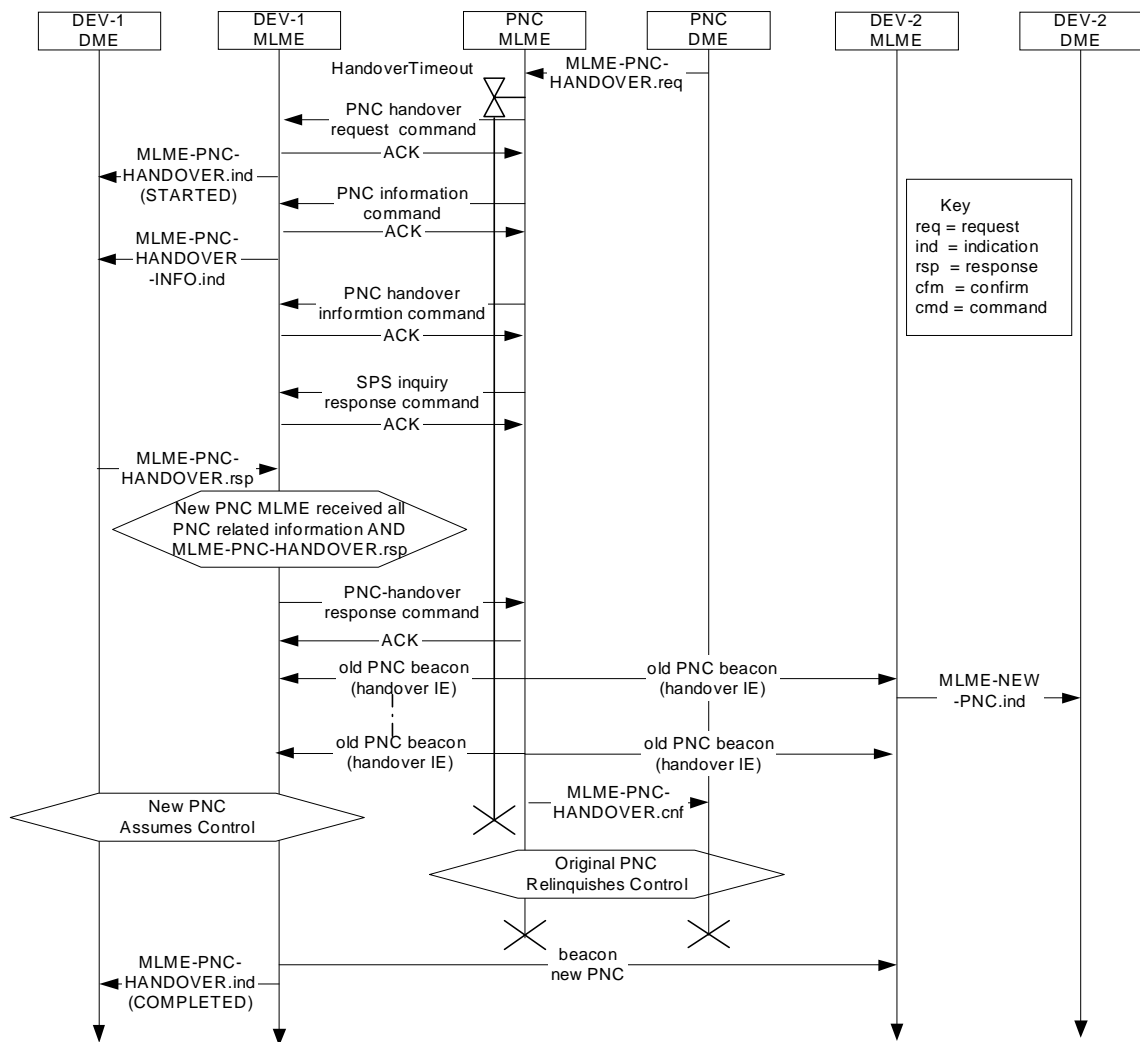 DEV-1
DME
DEV-1
MLME
PNC
MLME
PNC
DME
DEV-2
MLME
DEV-2
DME
HandoverTimeout
MLME-PNC-
HANDOVER.req
PNC handover
request command
ACK
MLME-PNC-
HANDOVER.ind
(STARTED)
PNC information
command
ACK
MLME-PNC-
HANDOVER
-INFO.ind
Key
req = request
ind = indication
rsp = response
cfm = confirm
cmd = command
PNC handover
inrformtion command
ACK
SPS inquiry
response command
ACK
MLME-PNC-
HANDOVER.rsp
New PNC MLME received all
PNC related information AND
MLME-PNC-HANDOVER.rsp
PNC-handover
response command
ACK
old PNC beacon
(handover IE)
old PNC beacon
(handover IE)
MLME-NEW
-PNC.ind
old PNC beacon
(handover IE)
old PNC beacon
(handover IE)
MLME-PNC-
HANDOVER.cnf
New PNC
Assumes Control
Original PNC
Relinquishes Control
beacon
new PNC
MLME-PNC-
HANDOVER.ind
(COMPLETED)